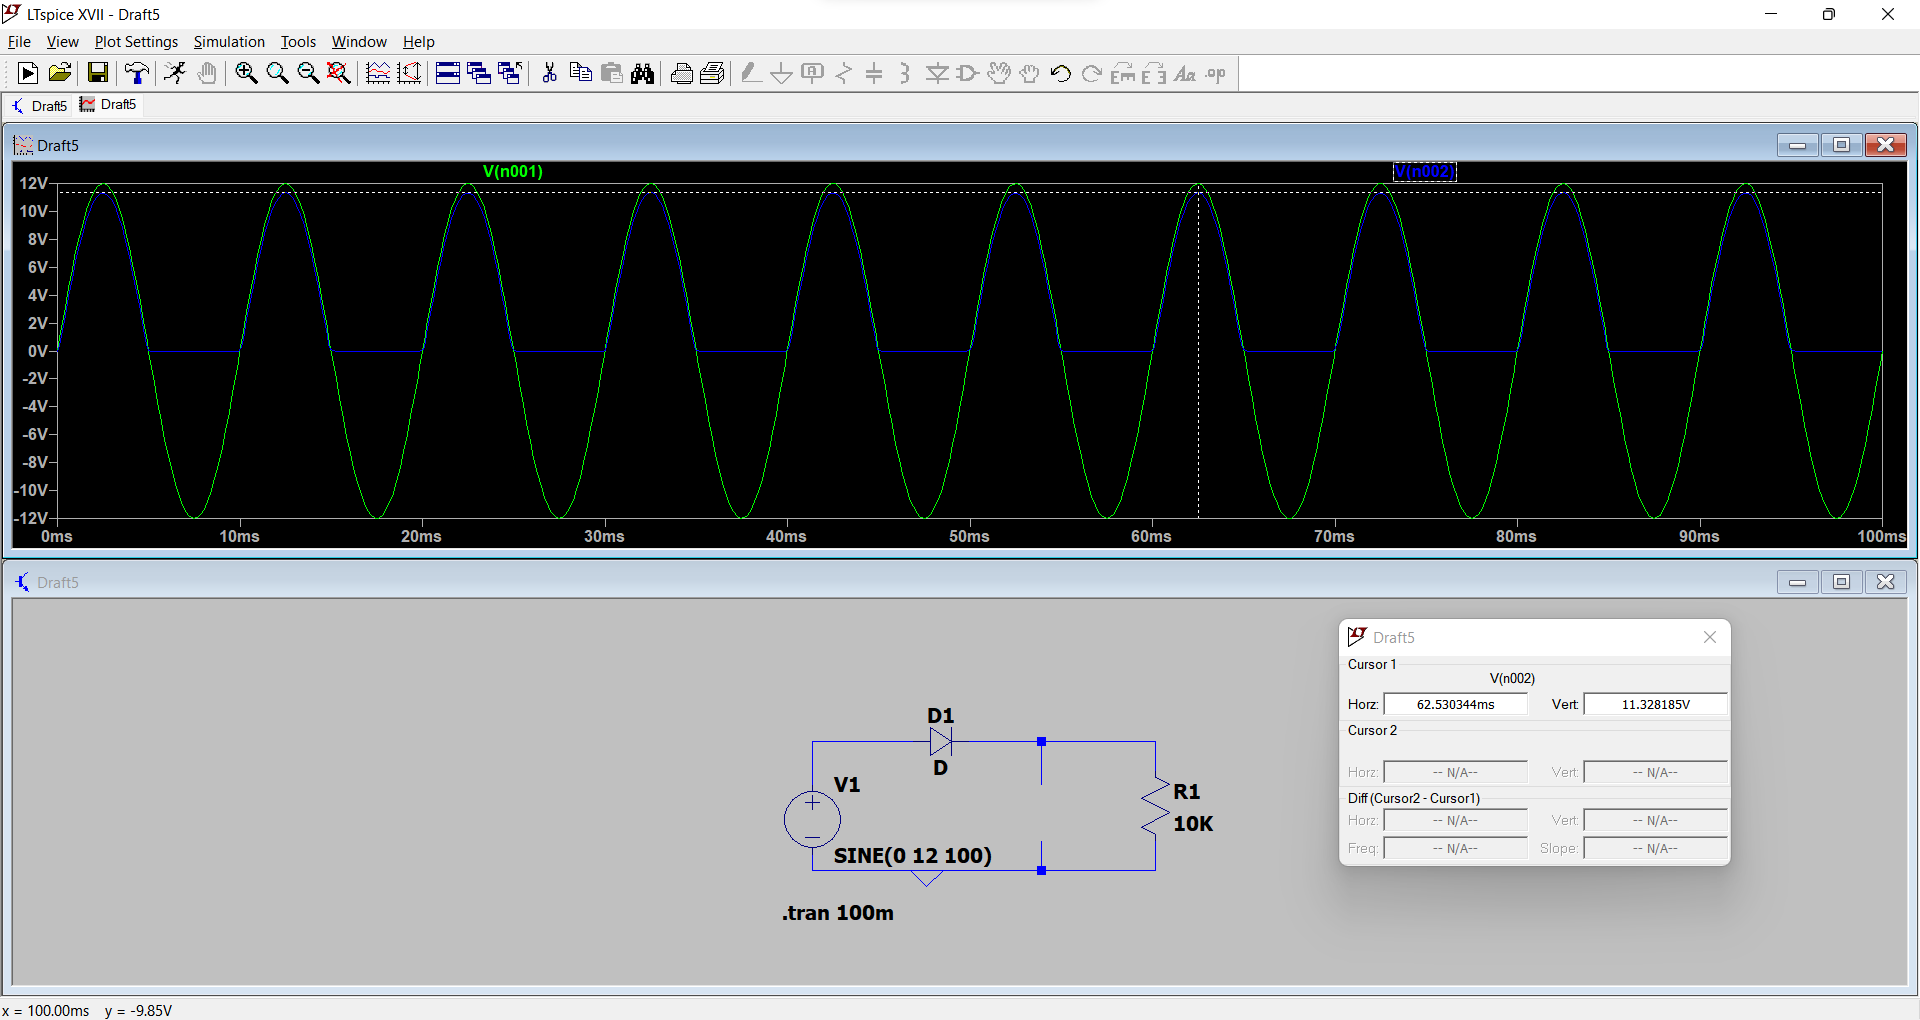 LTspice XVII - Draft5
File View Plot Settings Simulation Tools Window Help
.op
Draft5 Draft5
Draft5
V(n001) V(n002)
12V
10V
8V
6V
4V
2V
0V
-2V
-4V
-6V
-8V
-10V
-12V
0ms 10ms 20ms 30ms 40ms 50ms 60ms 70ms 80ms 90ms 100ms
Draft5
D1
D
V1
SINE(0 12 100)
R1
10K
.tran 100m
Draft5
Cursor 1
V(n002)
Horz: 62.530344ms Vert: 11.328185V
Cursor 2
Horz: -- N/A-- Vert: -- N/A--
Diff (Cursor2 - Cursor1)
Horz: -- N/A-- Vert: -- N/A--
Freq: -- N/A-- Slope: -- N/A--
x = 100.00ms y = -9.85V